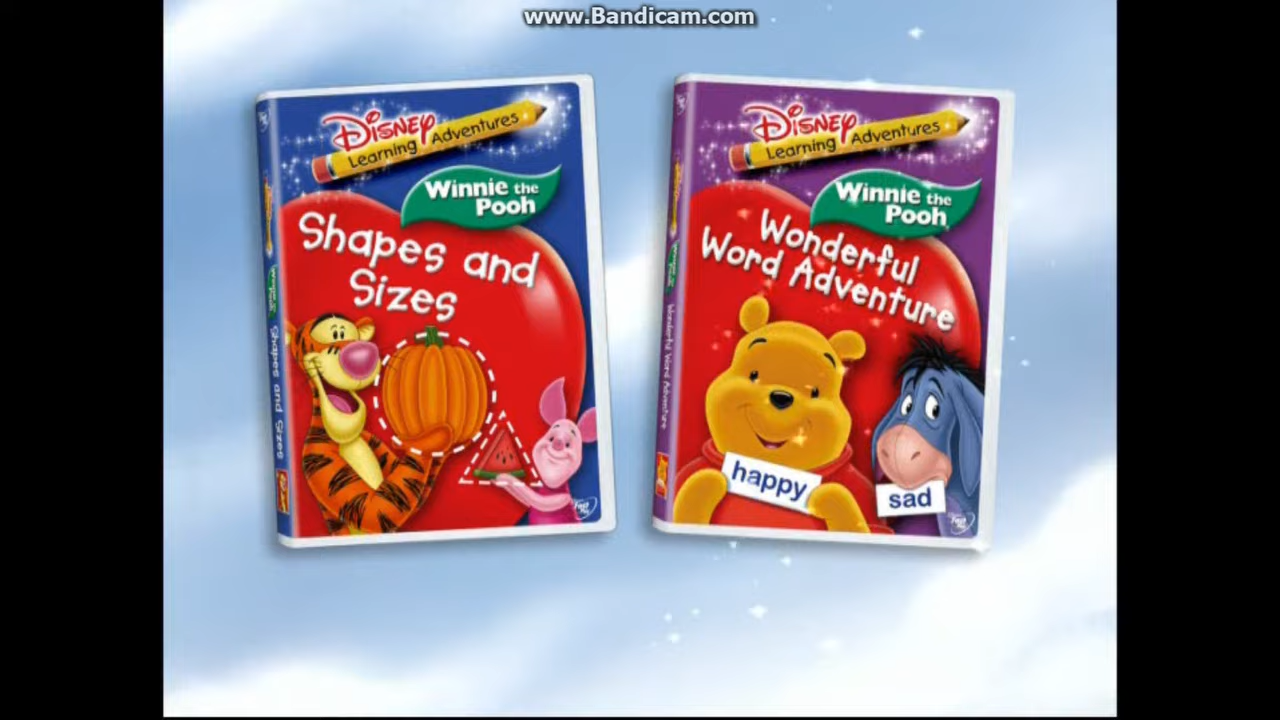 www.Bandicam.com
Disney
Learning Adventures
Winnie the
Pooh
Shapes and
Sizes
Shapes and Sizes
Disney
Learning Adventures
Winnie the
Pooh
Wonderful
Word Adventure
happy
sad
Wonderful Word Adventure